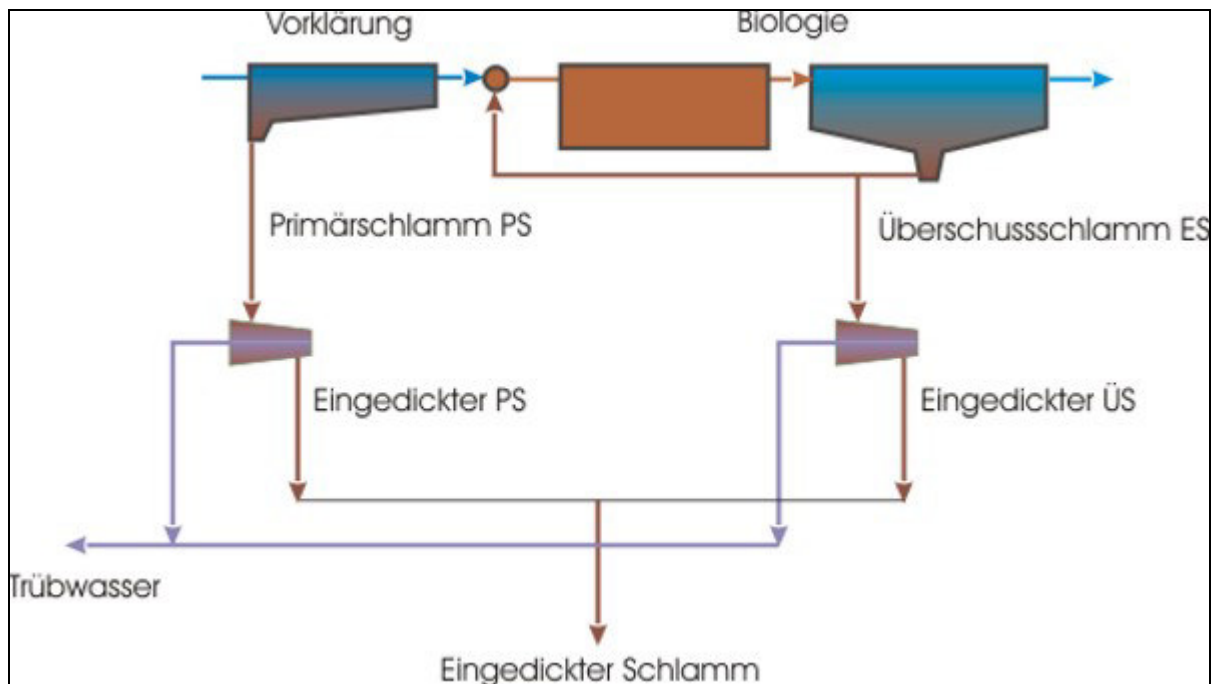 Vorklärung
Biologie
Primärschlamm PS
Überschussschlamm ES
Eingedickter PS
Eingedickter ÜS
Trübwasser
Eingedickter Schlamm